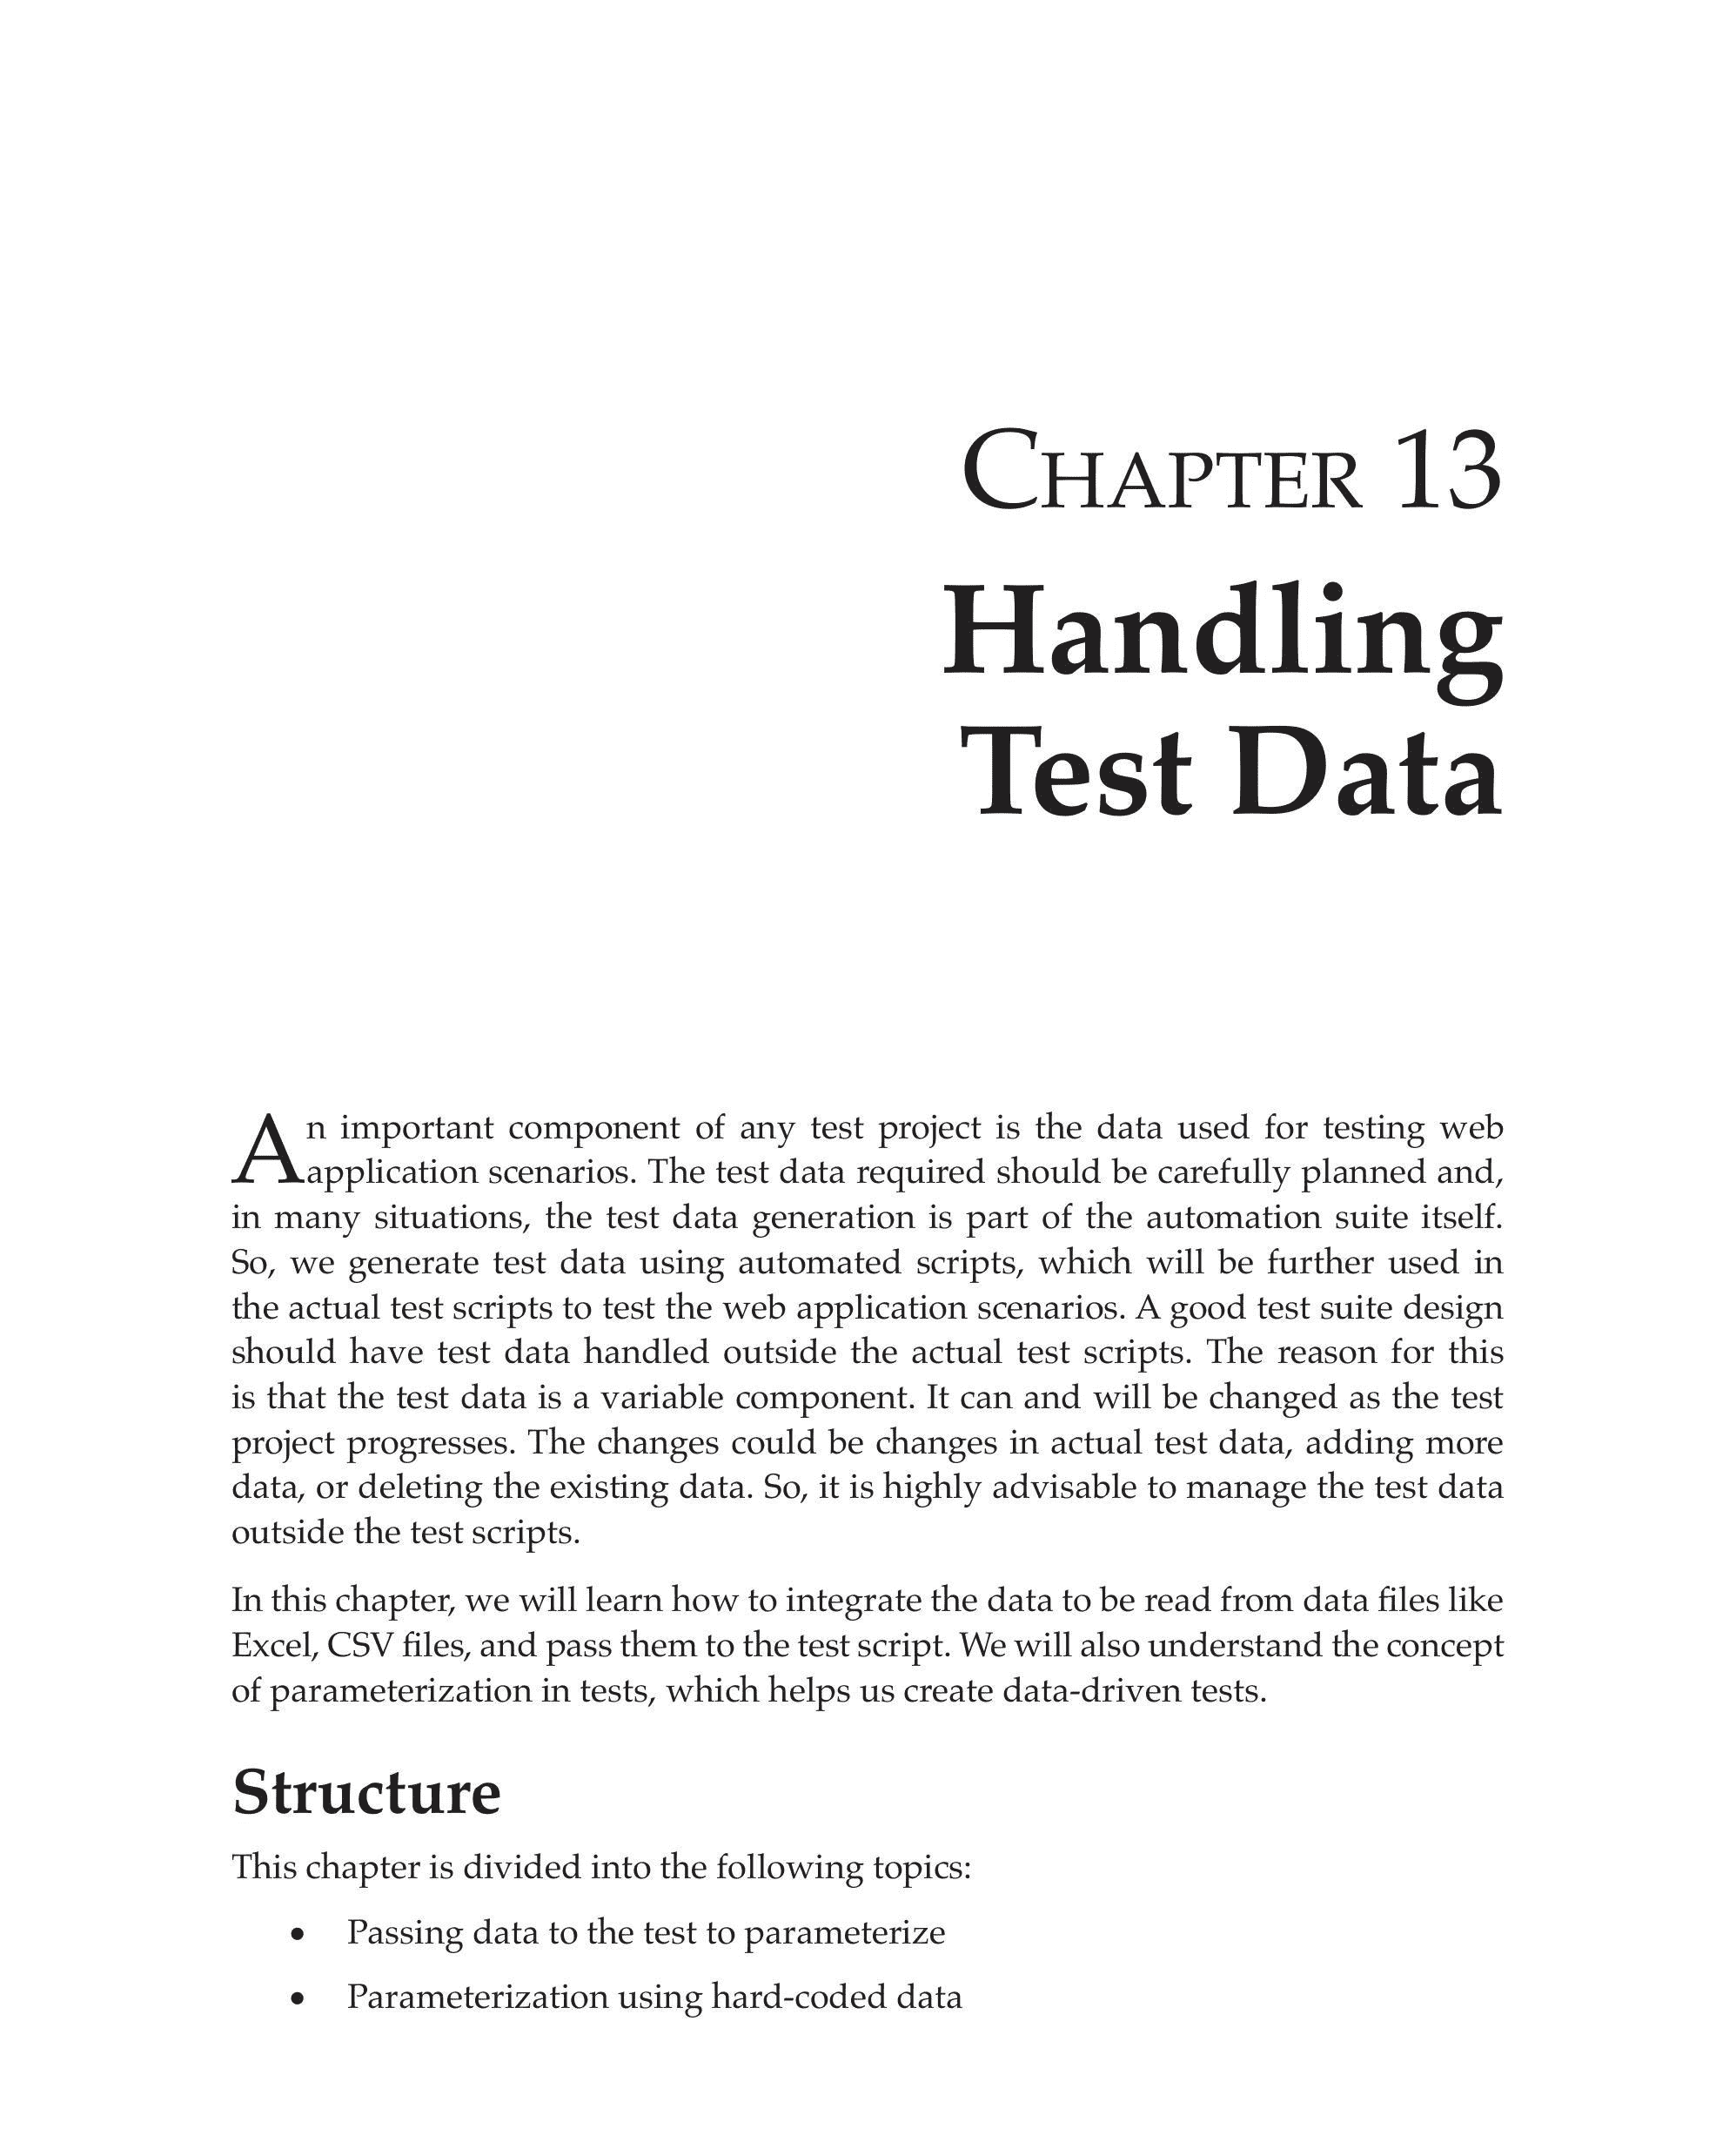 CHAPTER 13
Handling
Test Data
An important component of any test project is the data used for testing web
application scenarios. The test data required should be carefully planned and,
in many situations, the test data generation is part of the automation suite itself.
So, we generate test data using automated scripts, which will be further used in
the actual test scripts to test the web application scenarios. A good test suite design
should have test data handled outside the actual test scripts. The reason for this
is that the test data is a variable component. It can and will be changed as the test
project progresses. The changes could be changes in actual test data, adding more
data, or deleting the existing data. So, it is highly advisable to manage the test data
outside the test scripts.
In this chapter, we will learn how to integrate the data to be read from data files like
Excel, CSV files, and pass them to the test script. We will also understand the concept
of parameterization in tests, which helps us create data-driven tests.
Structure
This chapter is divided into the following topics:
• Passing data to the test to parameterize
• Parameterization using hard-coded data